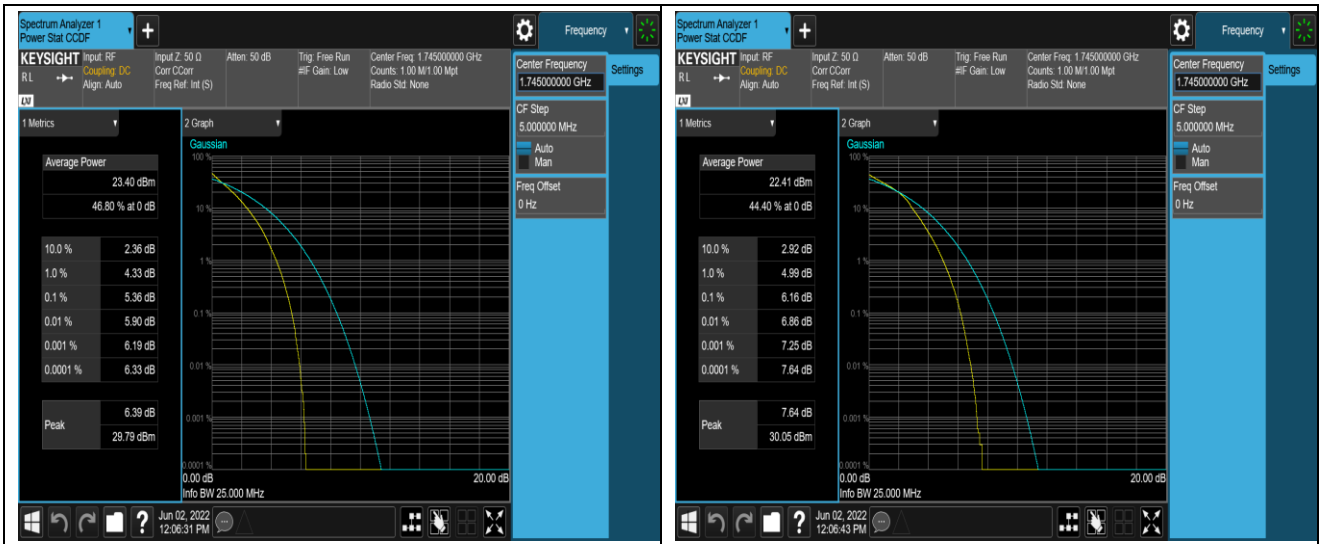 Spectrum Analyzer 1
Power Stat CCDF
Frequency
KEYSIGHT Input: RF Input Z: 50 Ω Atten: 50 dB Trig: Free Run Center Freq: 1.745000000 GHz
RL Coupling: DC Corr CCorr #IF Gain: Low Counts: 1.00 M/1.00 Mpt
Align: Auto Freq Ref: Int (S) Radio Std: None
LXI
Center Frequency
1.745000000 GHz
Settings
CF Step
5.000000 MHz
Auto
Man
Freq Offset
0 Hz
1 Metrics
2 Graph
Average Power
23.40 dBm
46.80 % at 0 dB
10.0 % 2.36 dB
1.0 % 4.33 dB
0.1 % 5.36 dB
0.01 % 5.90 dB
0.001 % 6.19 dB
0.0001 % 6.33 dB
Peak
6.39 dB
29.79 dBm
Gaussian
100 %
10 %
1 %
0.1 %
0.01 %
0.001 %
0.0001 %
0.00 dB 20.00 dB
Info BW 25.000 MHz
?
Jun 02, 2022
12:06:31 PM
Spectrum Analyzer 1
Power Stat CCDF
Frequency
KEYSIGHT Input: RF Input Z: 50 Ω Atten: 50 dB Trig: Free Run Center Freq: 1.745000000 GHz
RL Coupling: DC Corr CCorr #IF Gain: Low Counts: 1.00 M/1.00 Mpt
Align: Auto Freq Ref: Int (S) Radio Std: None
LXI
Center Frequency
1.745000000 GHz
Settings
CF Step
5.000000 MHz
Auto
Man
Freq Offset
0 Hz
1 Metrics
2 Graph
Average Power
22.41 dBm
44.40 % at 0 dB
10.0 % 2.92 dB
1.0 % 4.99 dB
0.1 % 6.16 dB
0.01 % 6.86 dB
0.001 % 7.25 dB
0.0001 % 7.64 dB
Peak
7.64 dB
30.05 dBm
Gaussian
100 %
10 %
1 %
0.1 %
0.01 %
0.001 %
0.0001 %
0.00 dB 20.00 dB
Info BW 25.000 MHz
?
Jun 02, 2022
12:06:43 PM